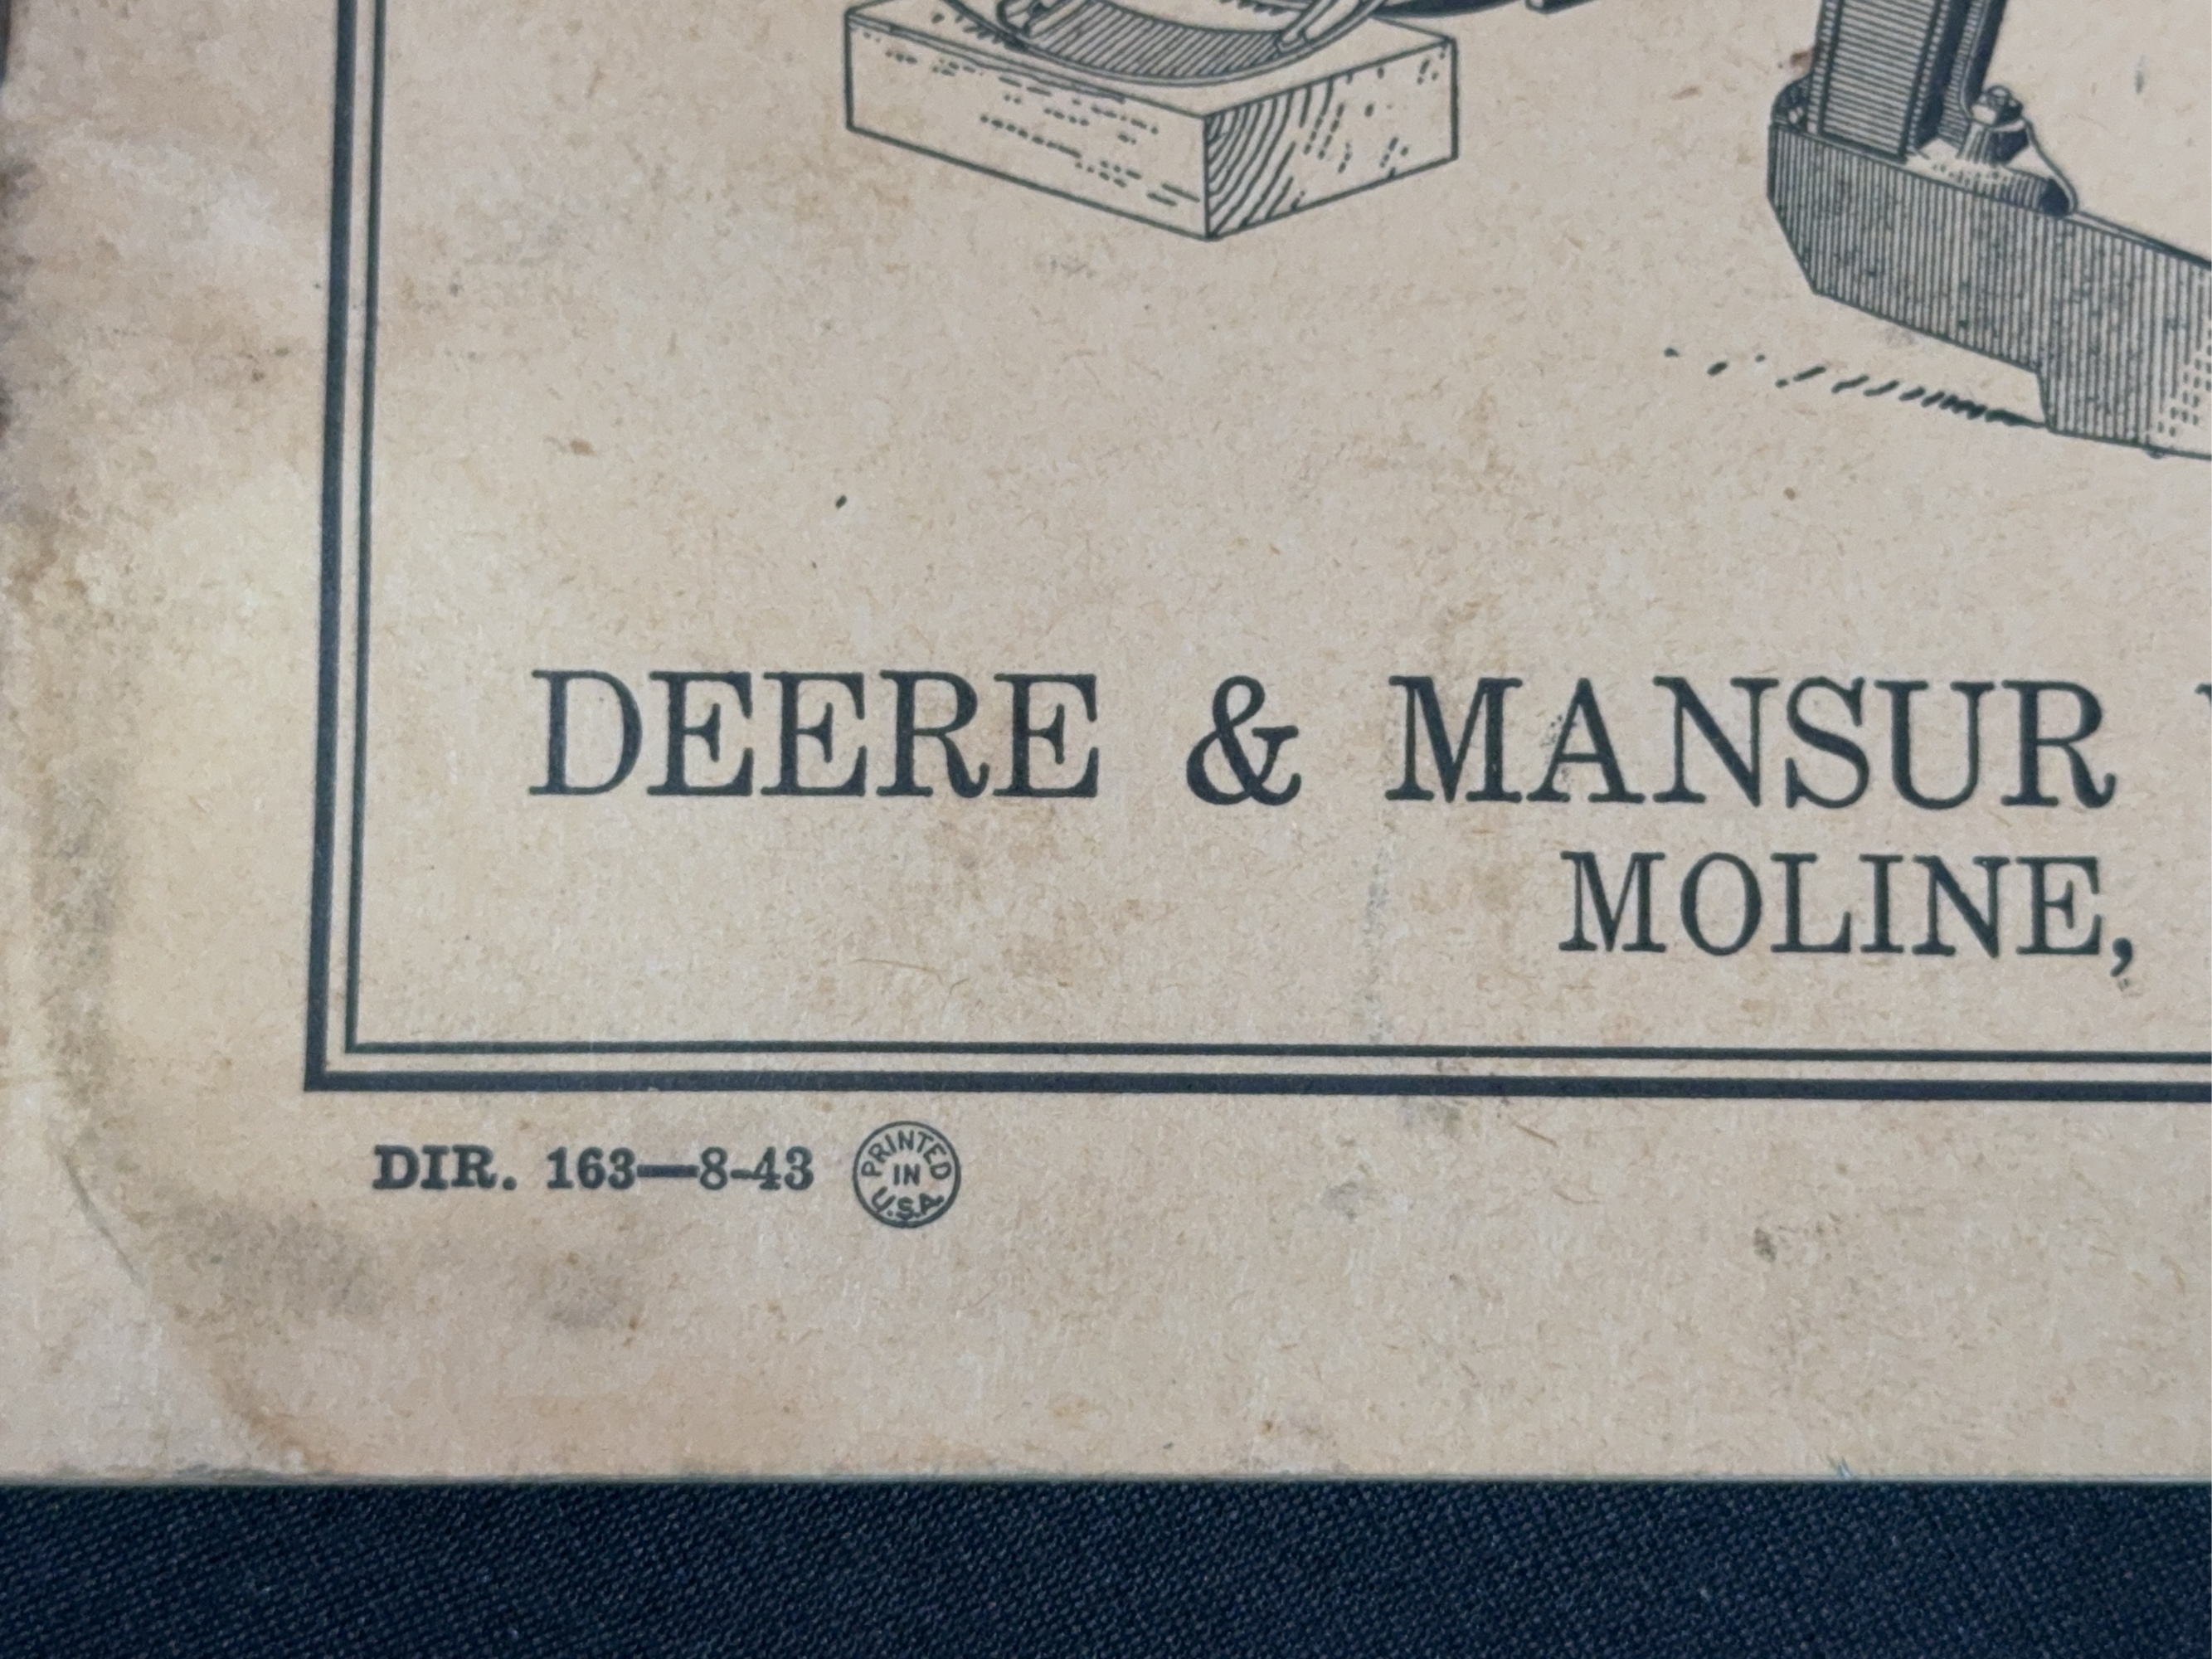 DEERE & MANSUR
MOLINE,
DIR. 163—8-43 PRINTED IN U.S.A.